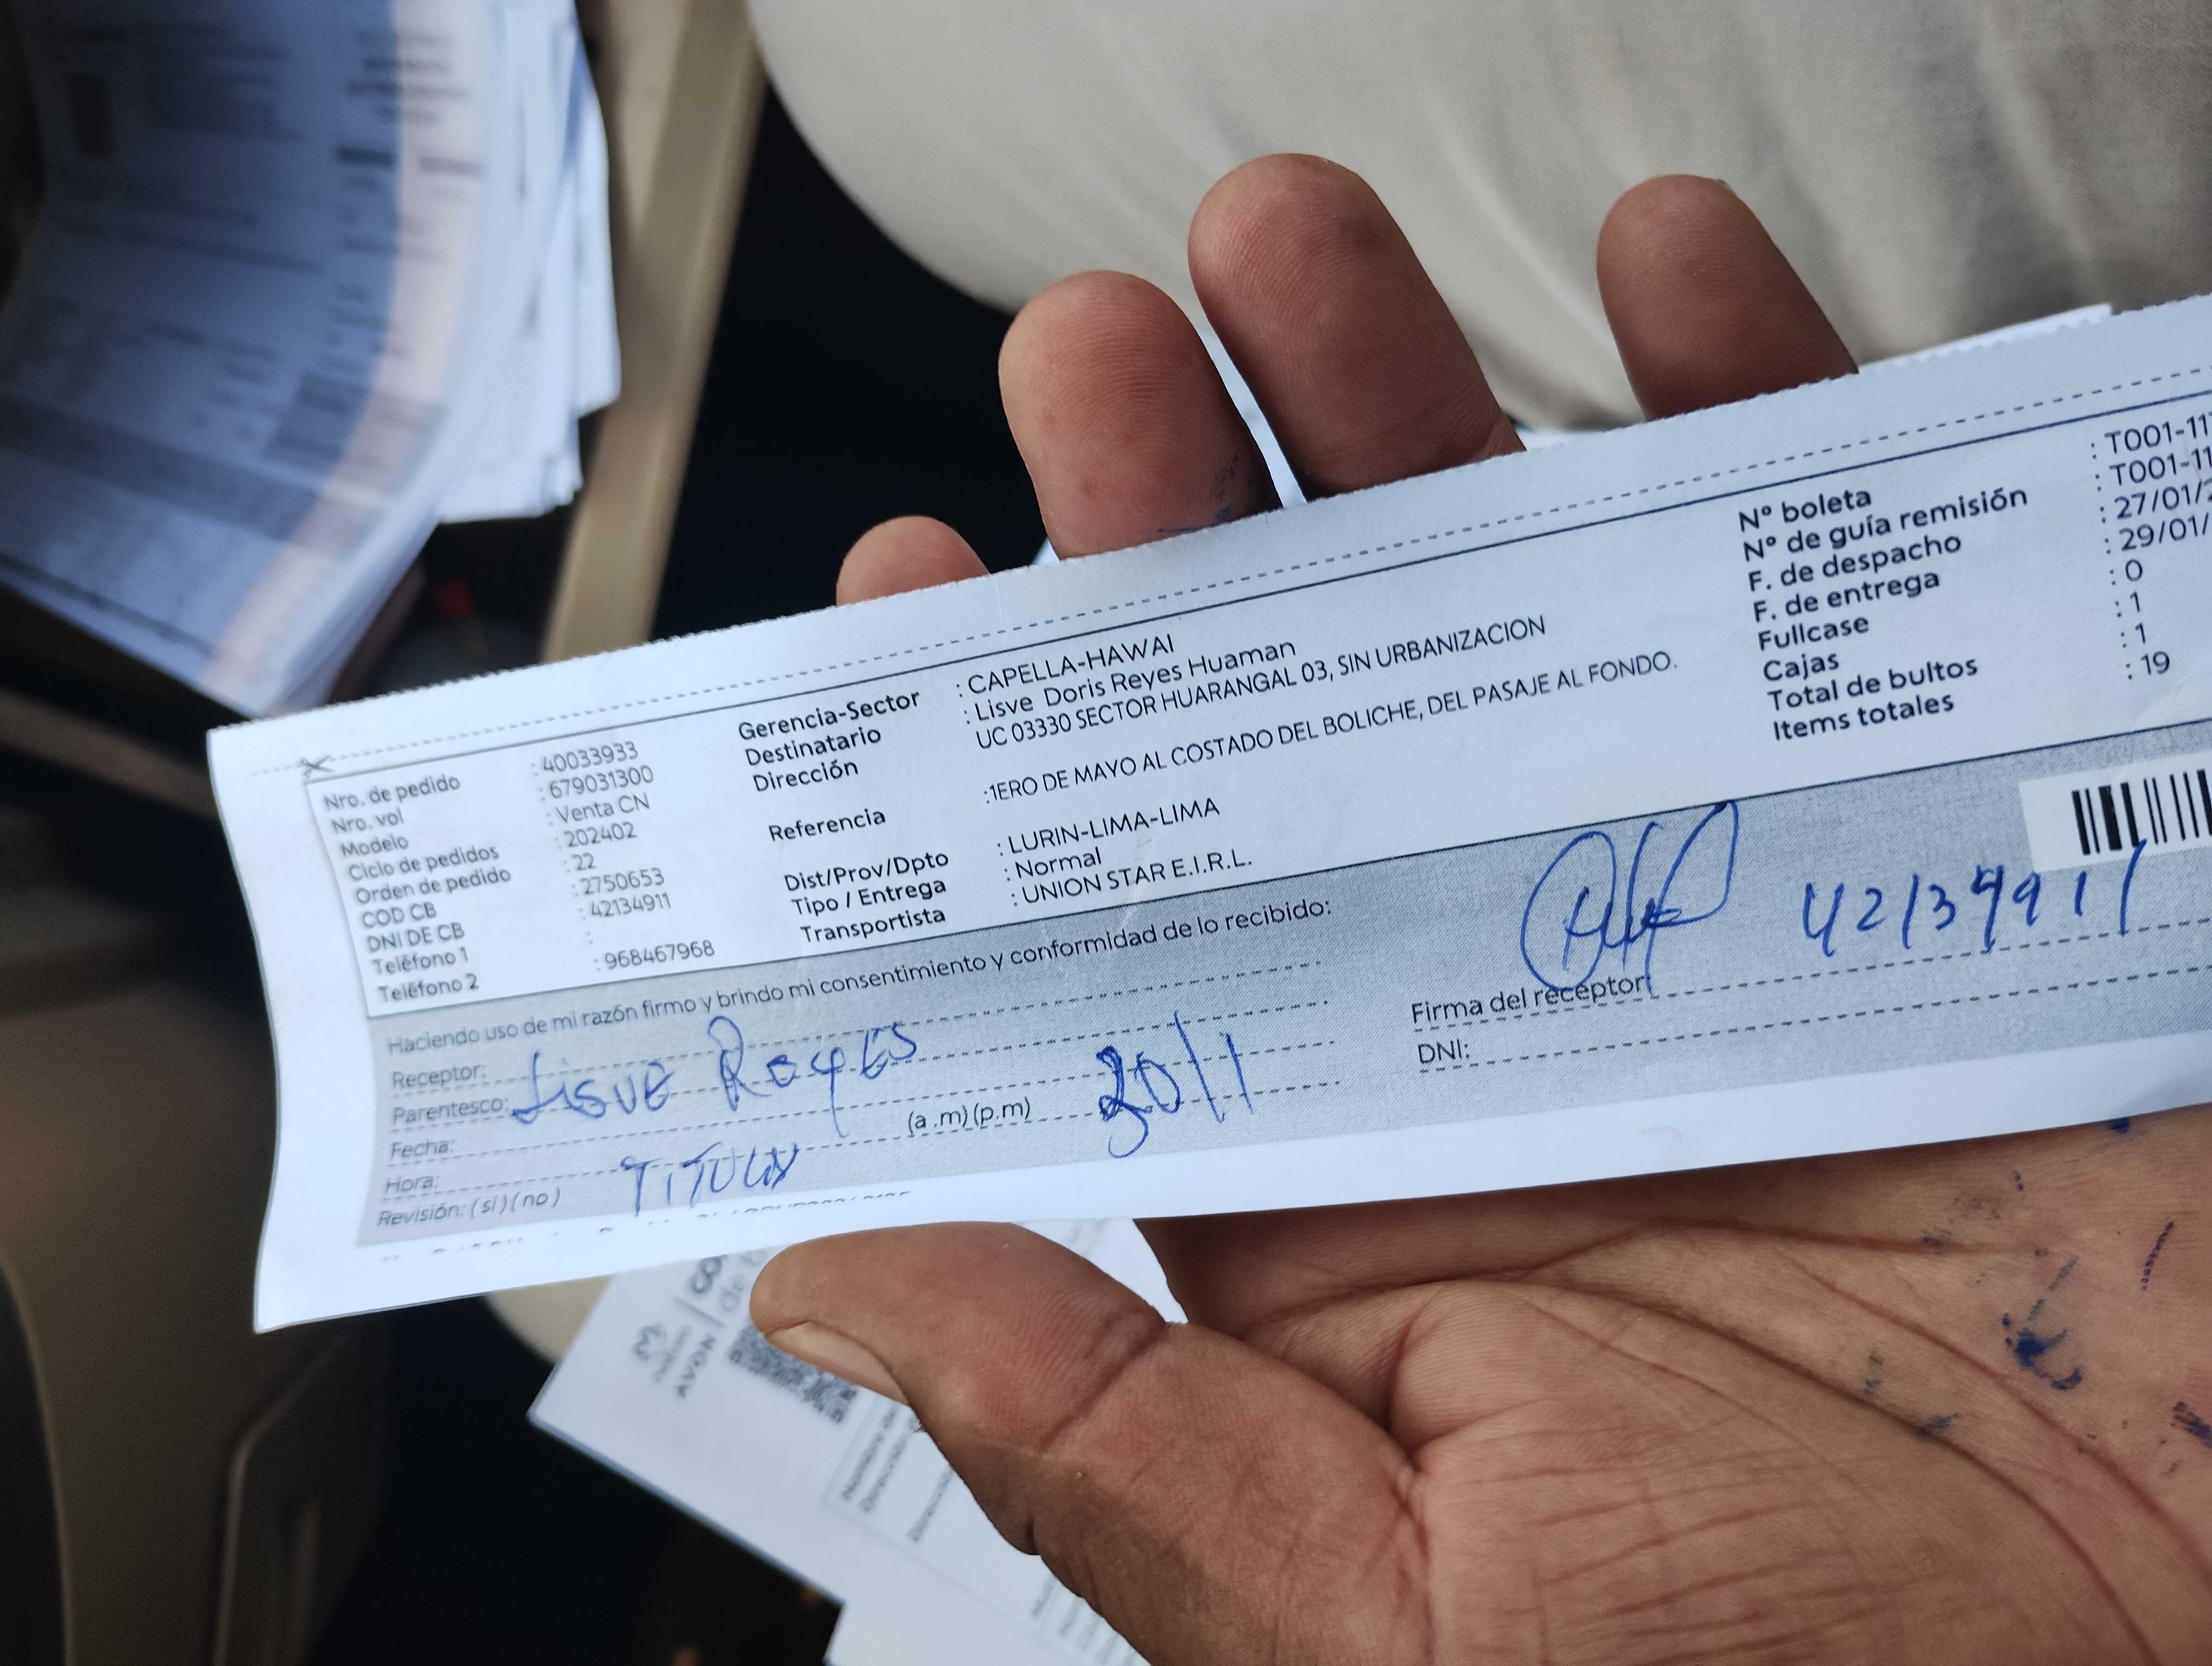 Nro. de pedido : 40033933
Nro. vol : 679031300
Modelo : Venta CN
Ciclo de pedidos : 202402
Orden de pedido : 22
COD CB : 2750653
DNI DE CB : 42134911
Teléfono 1 :
Teléfono 2 : 968467968
Gerencia-Sector : CAPELLA-HAWAI
Destinatario : Lisve Doris Reyes Huaman
Dirección UC 03330 SECTOR HUARANGAL 03, SIN URBANIZACION
Referencia :1ERO DE MAYO AL COSTADO DEL BOLICHE, DEL PASAJE AL FONDO.
Dist/Prov/Dpto : LURIN-LIMA-LIMA
Tipo / Entrega : Normal
Transportista : UNION STAR E.I.R.L.
Nº boleta : T001-11
Nº de guía remisión : T001-11
F. de despacho : 27/01/2
F. de entrega : 29/01/
Fullcase : 0
Cajas : 1
Total de bultos : 1
Items totales : 19
Haciendo uso de mi razón firmo y brindo mi consentimiento y conformidad de lo recibido:
Receptor:
Parentesco: Lisve Reyes
Fecha:
Hora: (a .m) (p.m) 30/1
Revisión: ( si ) ( no ) TITULAR
42134911
Firma del receptor:
DNI:
AVON